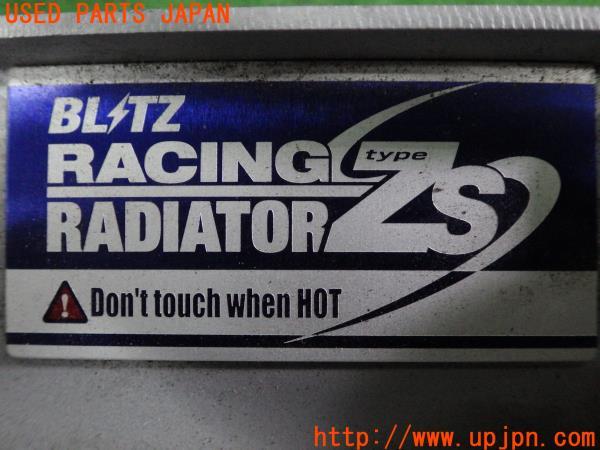 USED PARTS JAPAN
BLITZ
RACING
type
RADIATOR
ZS
Don't touch when HOT
http://www.upjpn.com